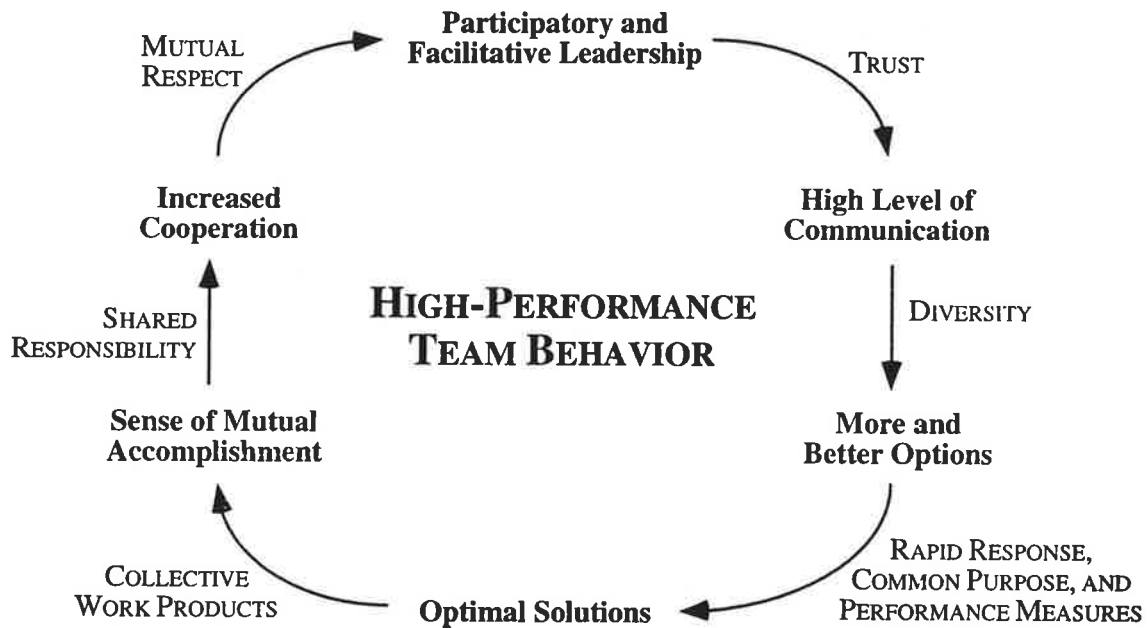 Participatory and
Facilitative Leadership
MUTUAL
RESPECT
TRUST
Increased
Cooperation
High Level of
Communication
HIGH-PERFORMANCE
TEAM BEHAVIOR
SHARED
RESPONSIBILITY
DIVERSITY
Sense of Mutual
Accomplishment
More and
Better Options
COLLECTIVE
WORK PRODUCTS
Optimal Solutions
RAPID RESPONSE,
COMMON PURPOSE, AND
PERFORMANCE MEASURES